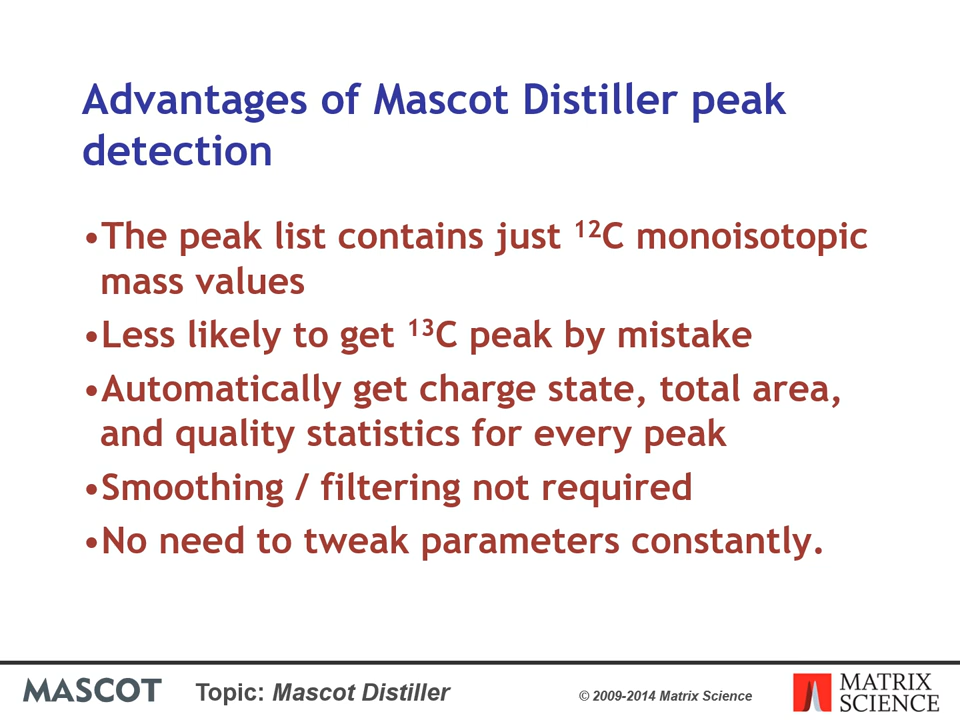 Advantages of Mascot Distiller peak
detection
•The peak list contains just ¹²C monoisotopic
mass values
•Less likely to get ¹³C peak by mistake
•Automatically get charge state, total area,
and quality statistics for every peak
•Smoothing / filtering not required
•No need to tweak parameters constantly.
MASCOT
Topic: Mascot Distiller
© 2009-2014 Matrix Science
MATRIX
SCIENCE